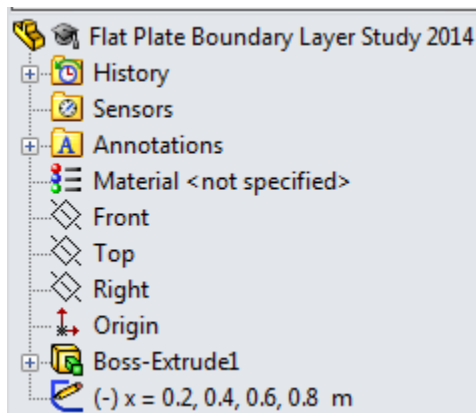 Flat Plate Boundary Layer Study 2014
History
Sensors
A Annotations
Material <not specified>
Front
Top
Right
Origin
Boss-Extrude1
(-) x = 0.2, 0.4, 0.6, 0.8 m